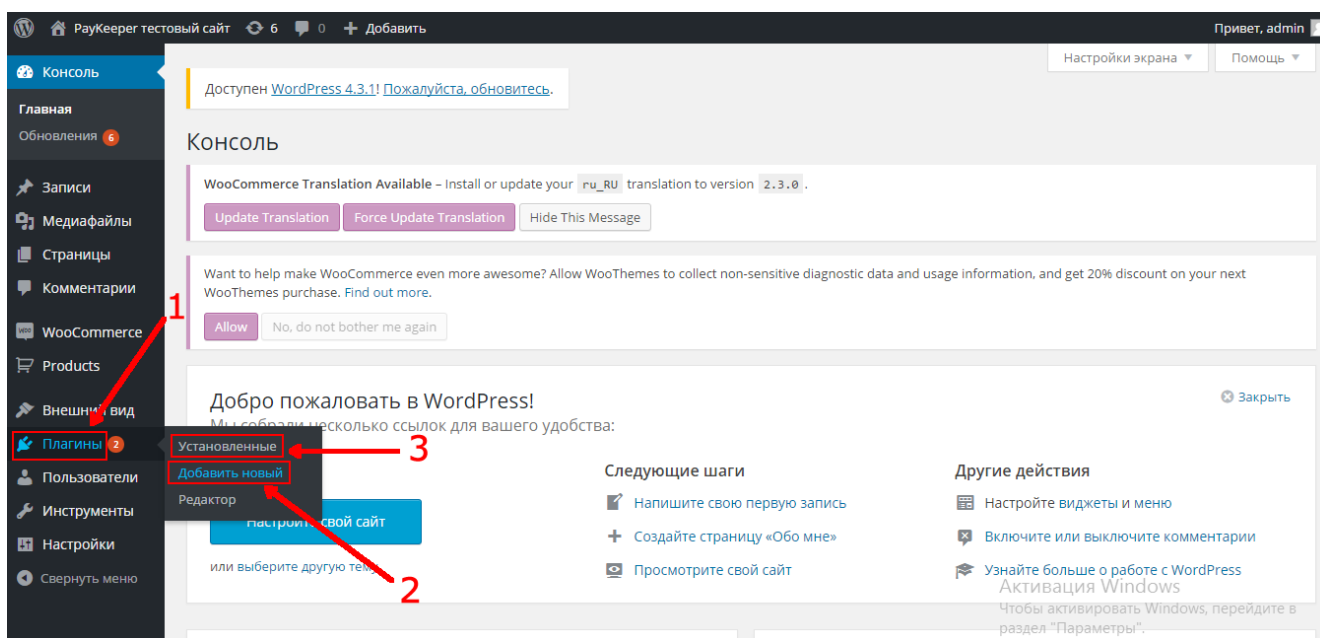 PayKeeper тестовый сайт 6 0 + Добавить
Привет, admin
Настройки экрана
Помощь
Консоль
Главная
Обновления 6
Записи
Медиафайлы
Страницы
Комментарии
WooCommerce
Products
Внешний вид
Плагины 2
Пользователи
Инструменты
Настройки
Свернуть меню
1
Установленные
Добавить новый
Редактор
3
2
Доступен WordPress 4.3.1! Пожалуйста, обновитесь.
Консоль
WooCommerce Translation Available – Install or update your ru_RU translation to version 2.3.0 .
Update Translation Force Update Translation Hide This Message
Want to help make WooCommerce even more awesome? Allow WooThemes to collect non-sensitive diagnostic data and usage information, and get 20% discount on your next
WooThemes purchase. Find out more.
Allow No, do not bother me again
Добро пожаловать в WordPress!
Закрыть
Мы собрали несколько ссылок для вашего удобства:
Настройте свой сайт
или выберите другую тему
Следующие шаги
Напишите свою первую запись
Создайте страницу «Обо мне»
Просмотрите свой сайт
Другие действия
Настройте виджеты и меню
Включите или выключите комментарии
Узнайте больше о работе с WordPress
Активация Windows
Чтобы активировать Windows, перейдите в
раздел "Параметры".